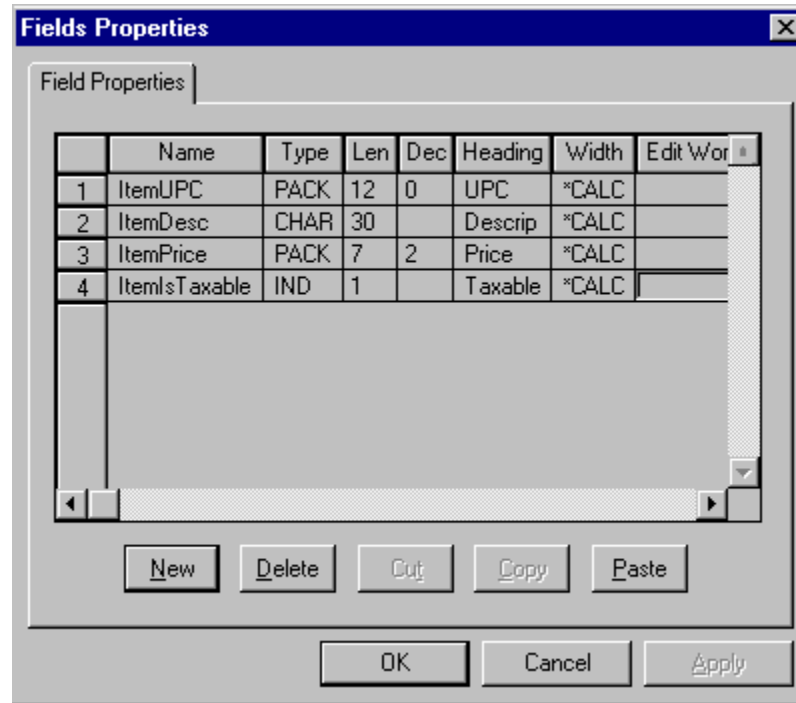 Fields Properties
Field Properties
Name Type Len Dec Heading Width Edit Wor
1 ItemUPC PACK 12 0 UPC *CALC
2 ItemDesc CHAR 30 Descrip *CALC
3 ItemPrice PACK 7 2 Price *CALC
4 ItemIsTaxable IND 1 Taxable *CALC
New Delete Cut Copy Paste
OK Cancel Apply